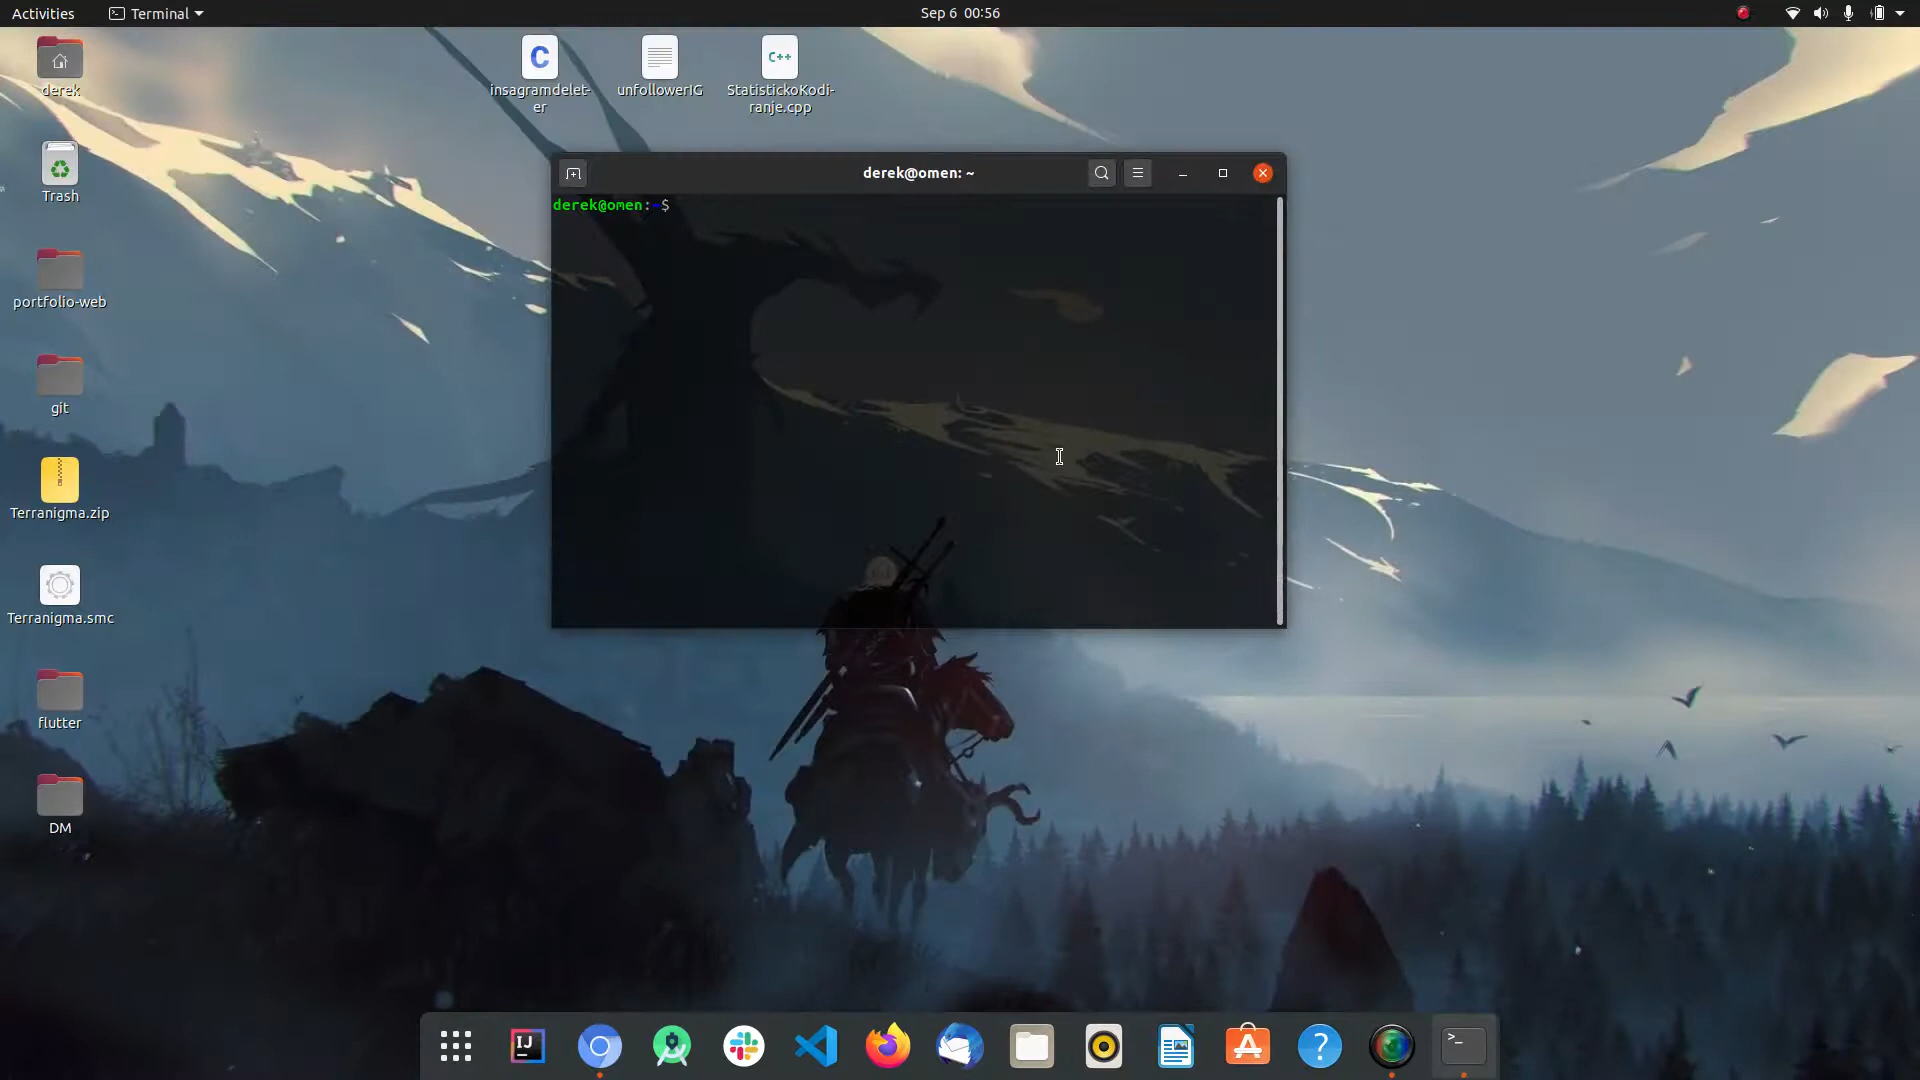 Activities
Terminal
Sep 6 00:56
derek
Trash
portfolio-web
git
Terranigma.zip
Terranigma.smc
flutter
DM
insagramdelet-
er
unfollowerIG
StatistickoKodi-
ranje.cpp
C
C++
derek@omen: ~
derek@omen:~$
IJ
>_
?